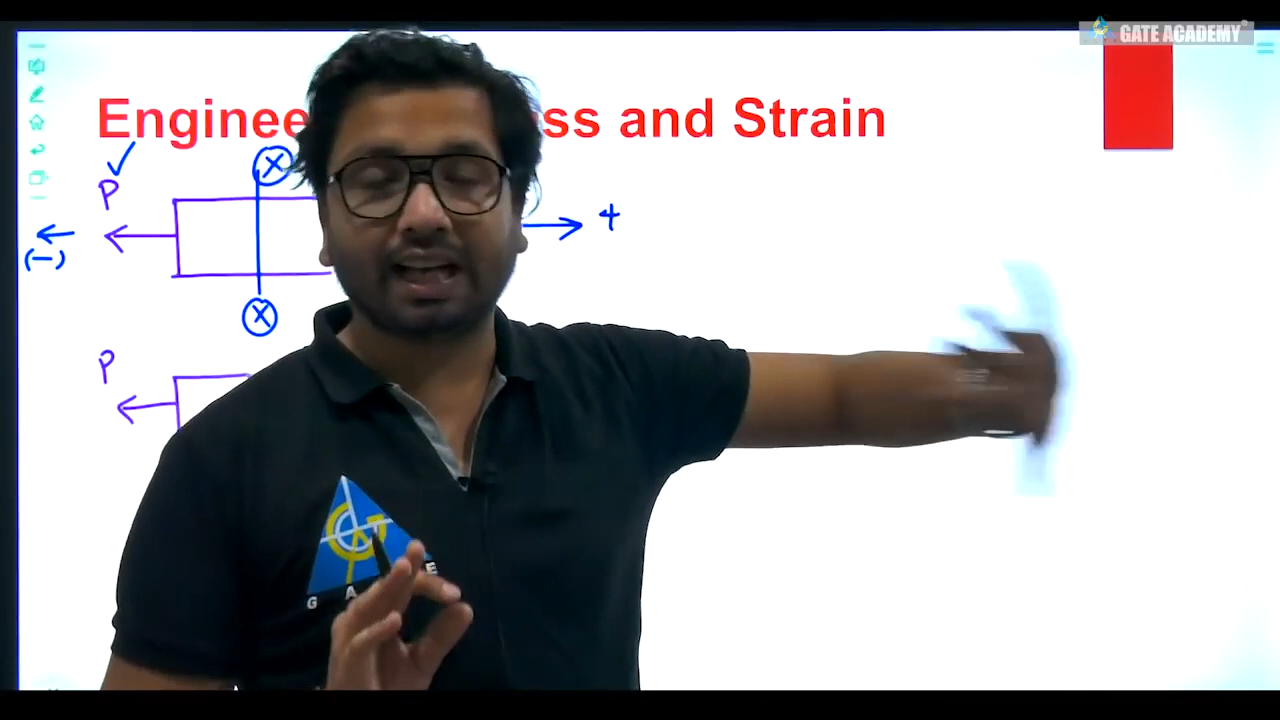 GATE ACADEMY
Enginee ss and Strain
P
X
+
(-)
X
P
G A E